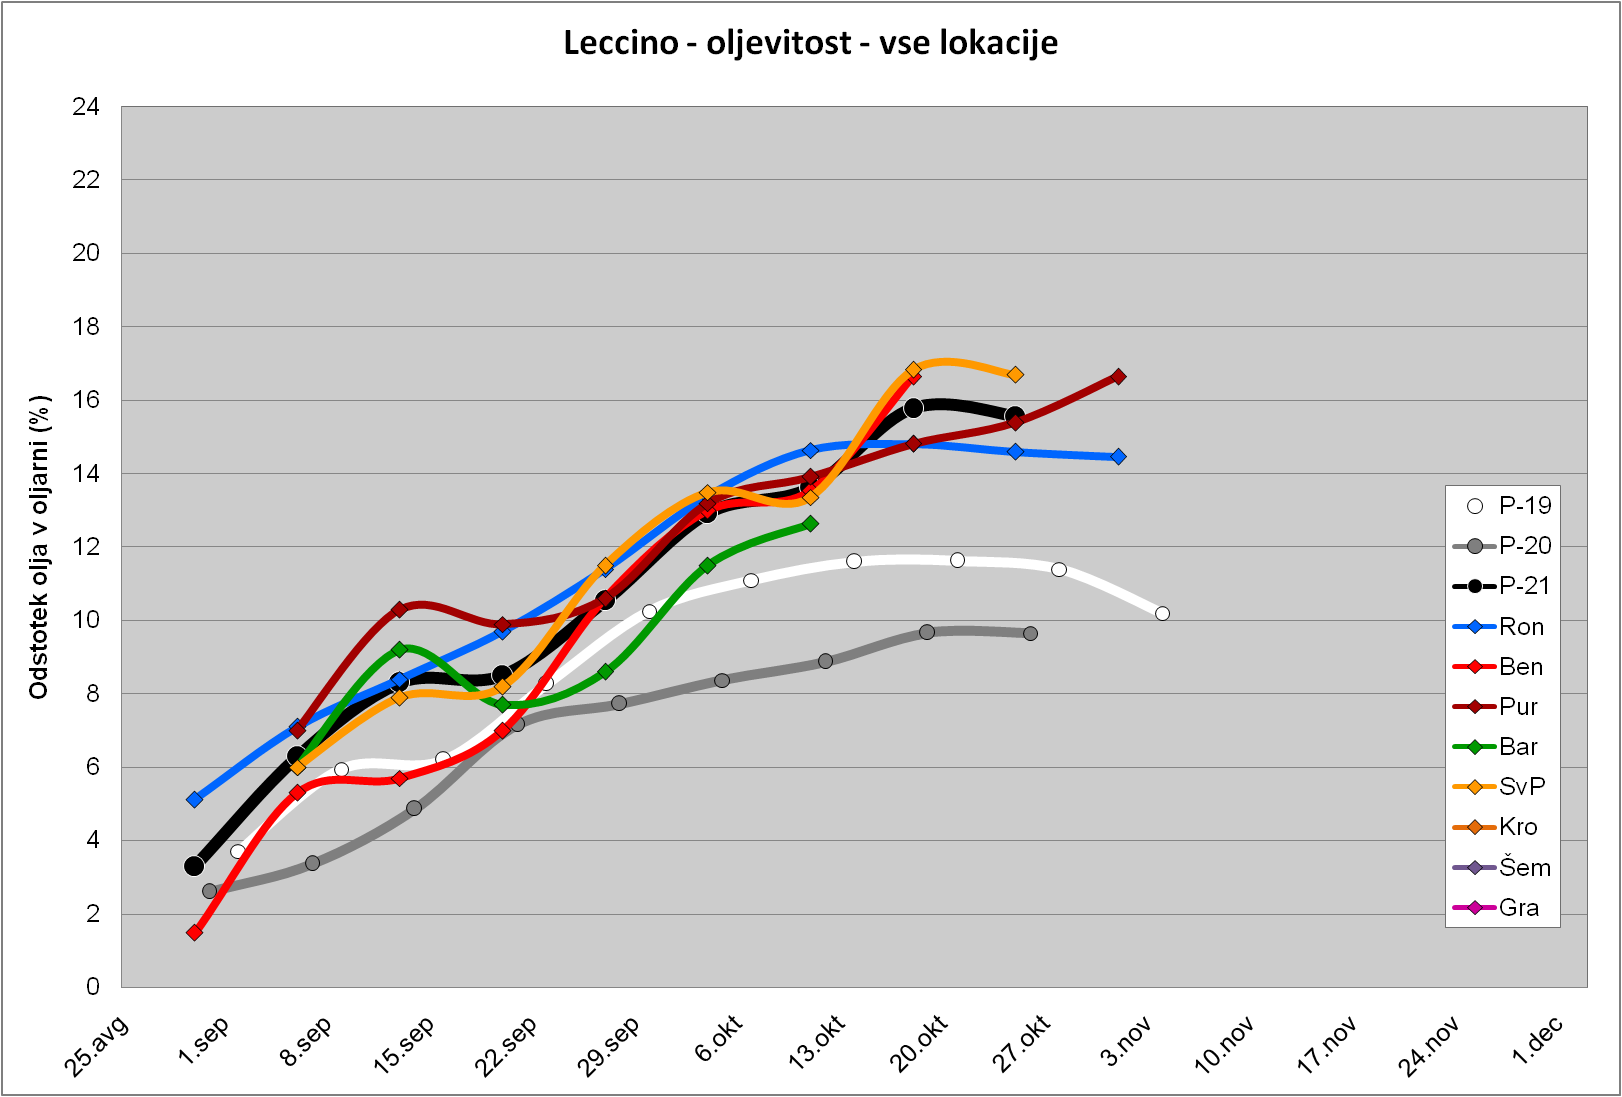 Leccino - oljevitost - vse lokacije
Odstotek olja v oljarni (%)
24
22
20
18
16
14
12
10
8
6
4
2
0
25.avg
1.sep
8.sep
15.sep
22.sep
29.sep
6.okt
13.okt
20.okt
27.okt
3.nov
10.nov
17.nov
24.nov
1.dec
P-19
P-20
P-21
Ron
Ben
Pur
Bar
SvP
Kro
Šem
Gra